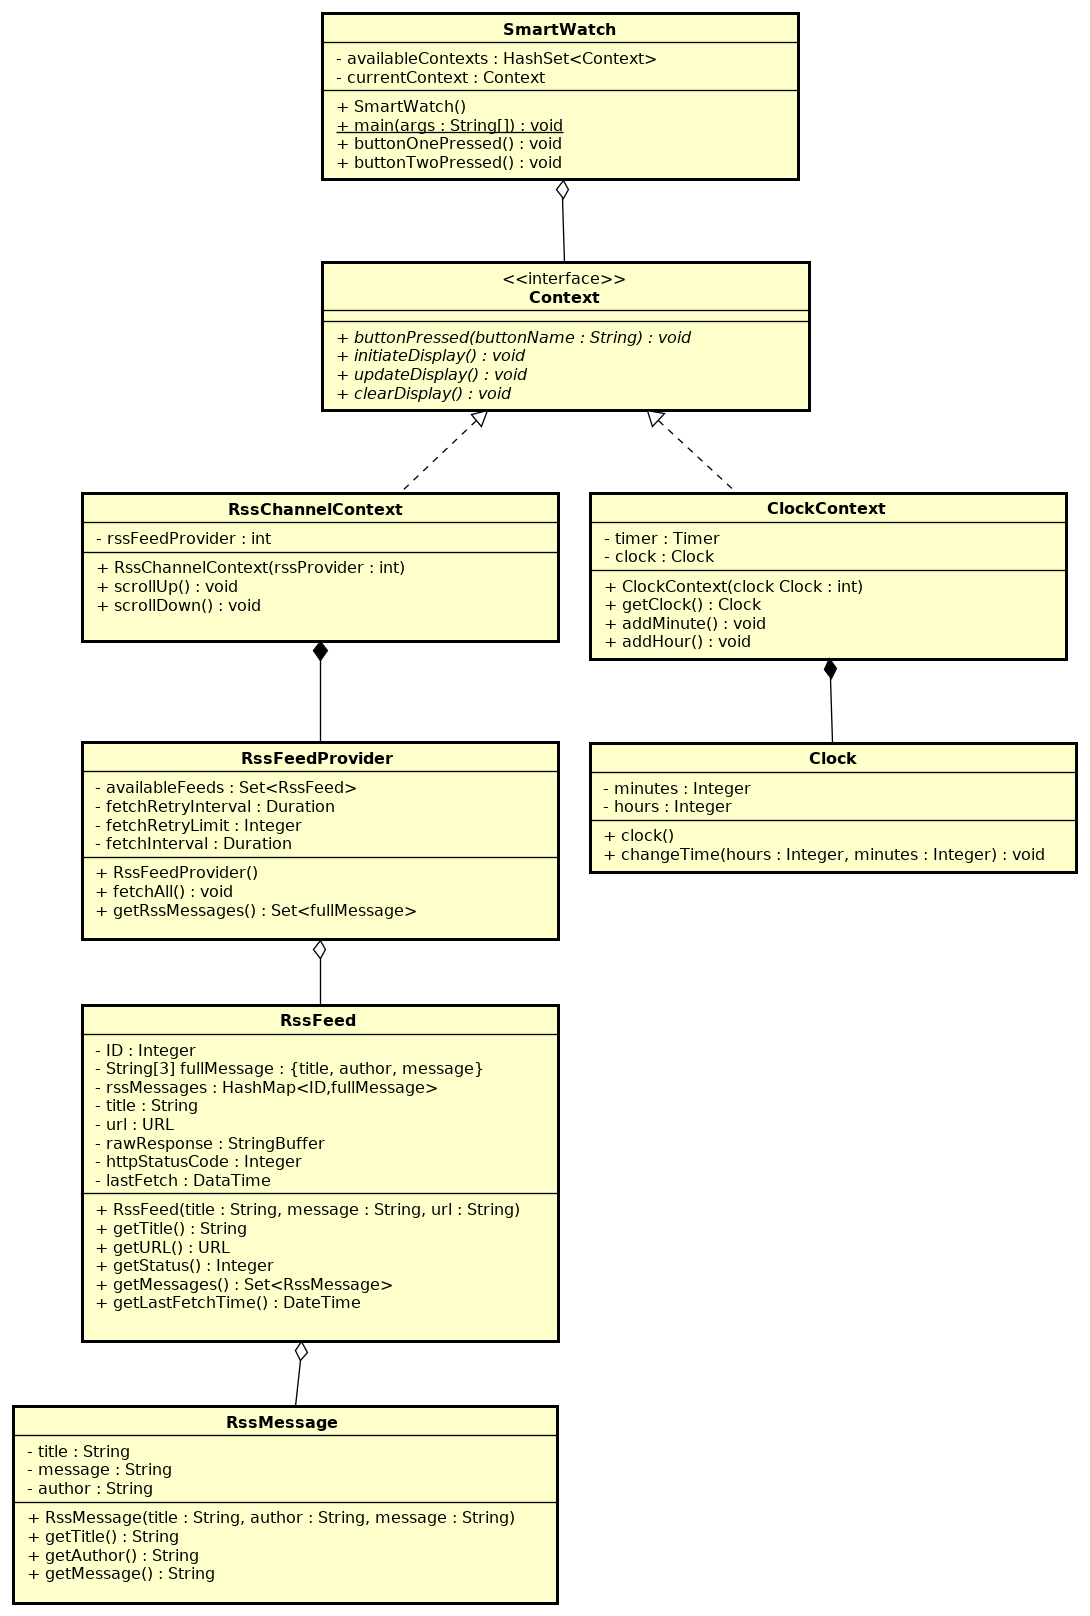 SmartWatch
- availableContexts : HashSet<Context>
- currentContext : Context
+ SmartWatch()
+ main(args : String[]) : void
+ buttonOnePressed() : void
+ buttonTwoPressed() : void
<<interface>>
Context
+ buttonPressed(buttonName : String) : void
+ initiateDisplay() : void
+ updateDisplay() : void
+ clearDisplay() : void
RssChannelContext
- rssFeedProvider : int
+ RssChannelContext(rssProvider : int)
+ scrollUp() : void
+ scrollDown() : void
ClockContext
- timer : Timer
- clock : Clock
+ ClockContext(clock Clock : int)
+ getClock() : Clock
+ addMinute() : void
+ addHour() : void
RssFeedProvider
- availableFeeds : Set<RssFeed>
- fetchRetryInterval : Duration
- fetchRetryLimit : Integer
- fetchInterval : Duration
+ RssFeedProvider()
+ fetchAll() : void
+ getRssMessages() : Set<fullMessage>
Clock
- minutes : Integer
- hours : Integer
+ clock()
+ changeTime(hours : Integer, minutes : Integer) : void
RssFeed
- ID : Integer
- String[3] fullMessage : {title, author, message}
- rssMessages : HashMap<ID,fullMessage>
- title : String
- url : URL
- rawResponse : StringBuffer
- httpStatusCode : Integer
- lastFetch : DataTime
+ RssFeed(title : String, message : String, url : String)
+ getTitle() : String
+ getURL() : URL
+ getStatus() : Integer
+ getMessages() : Set<RssMessage>
+ getLastFetchTime() : DateTime
RssMessage
- title : String
- message : String
- author : String
+ RssMessage(title : String, author : String, message : String)
+ getTitle() : String
+ getAuthor() : String
+ getMessage() : String